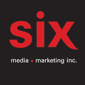 six
media + marketing inc.